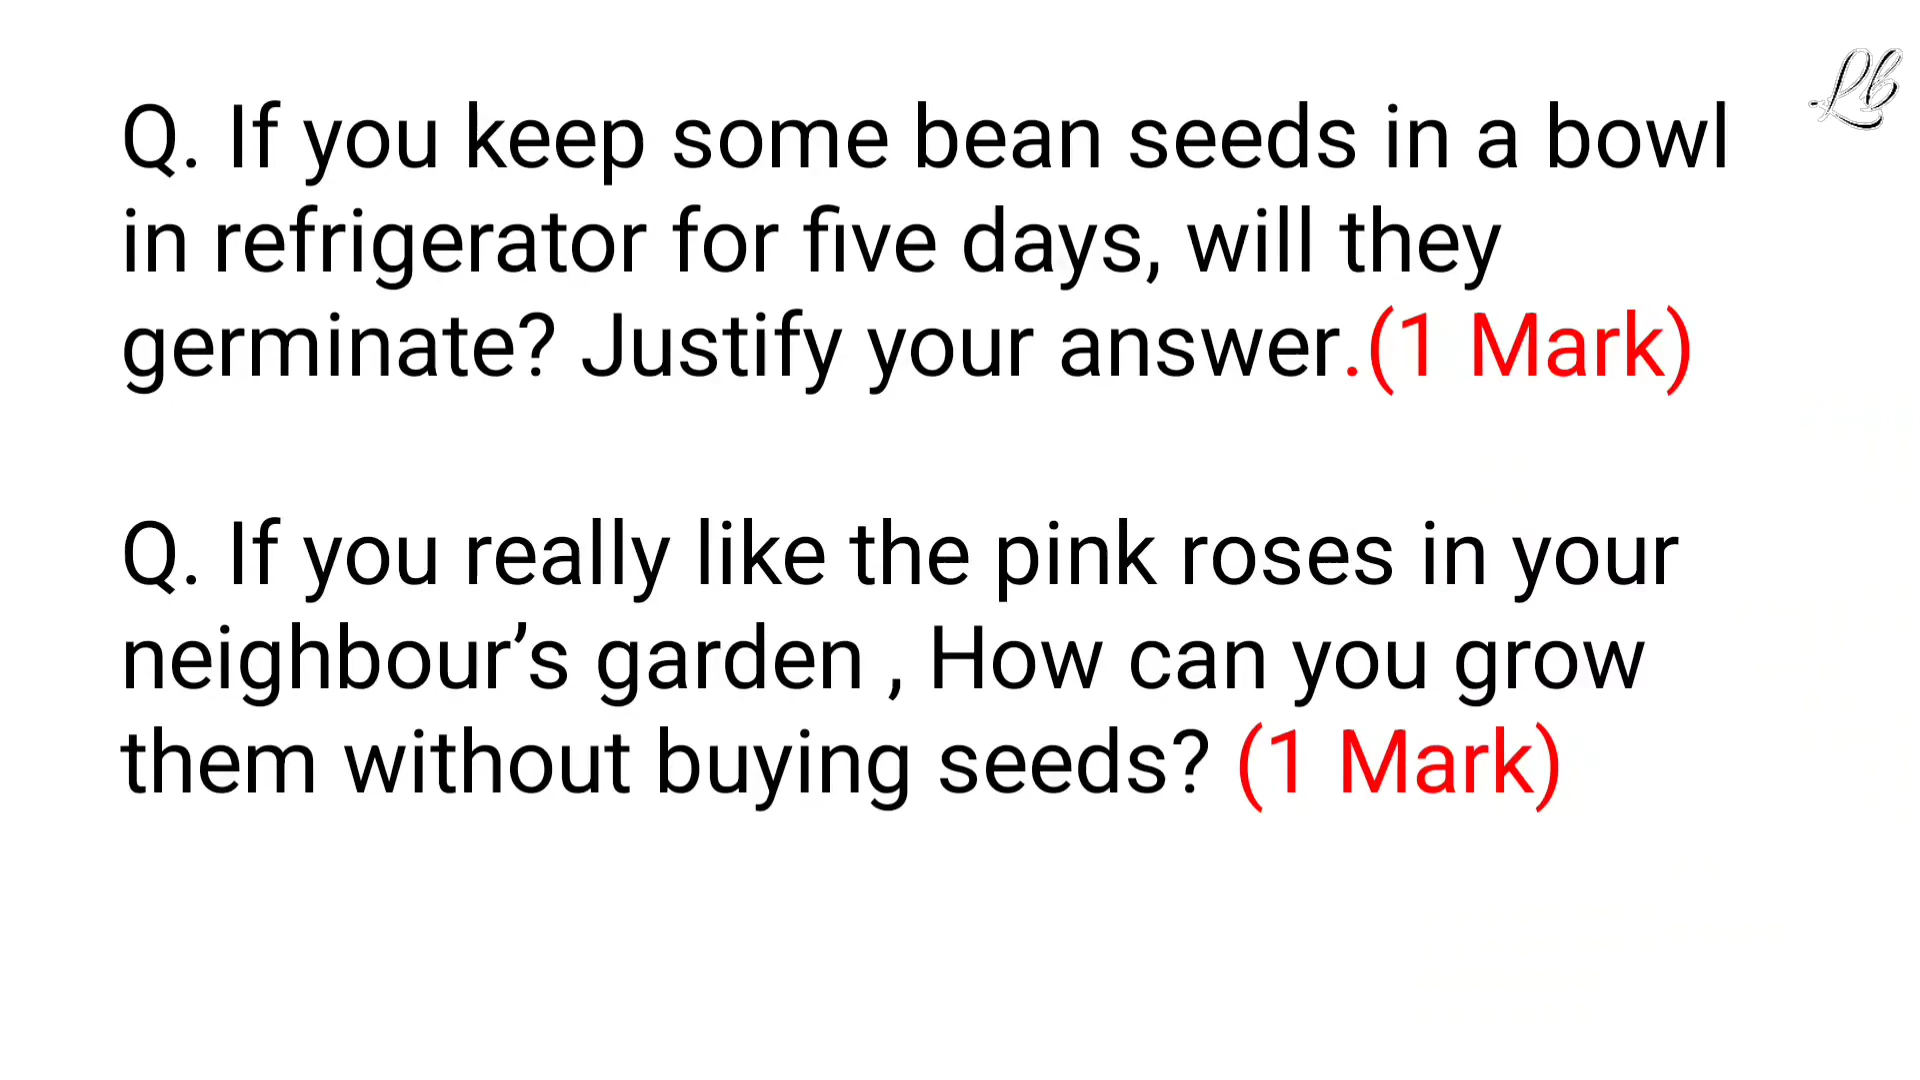 Lb
Q. If you keep some bean seeds in a bowl
in refrigerator for five days, will they
germinate? Justify your answer.(1 Mark)
Q. If you really like the pink roses in your
neighbour’s garden , How can you grow
them without buying seeds? (1 Mark)